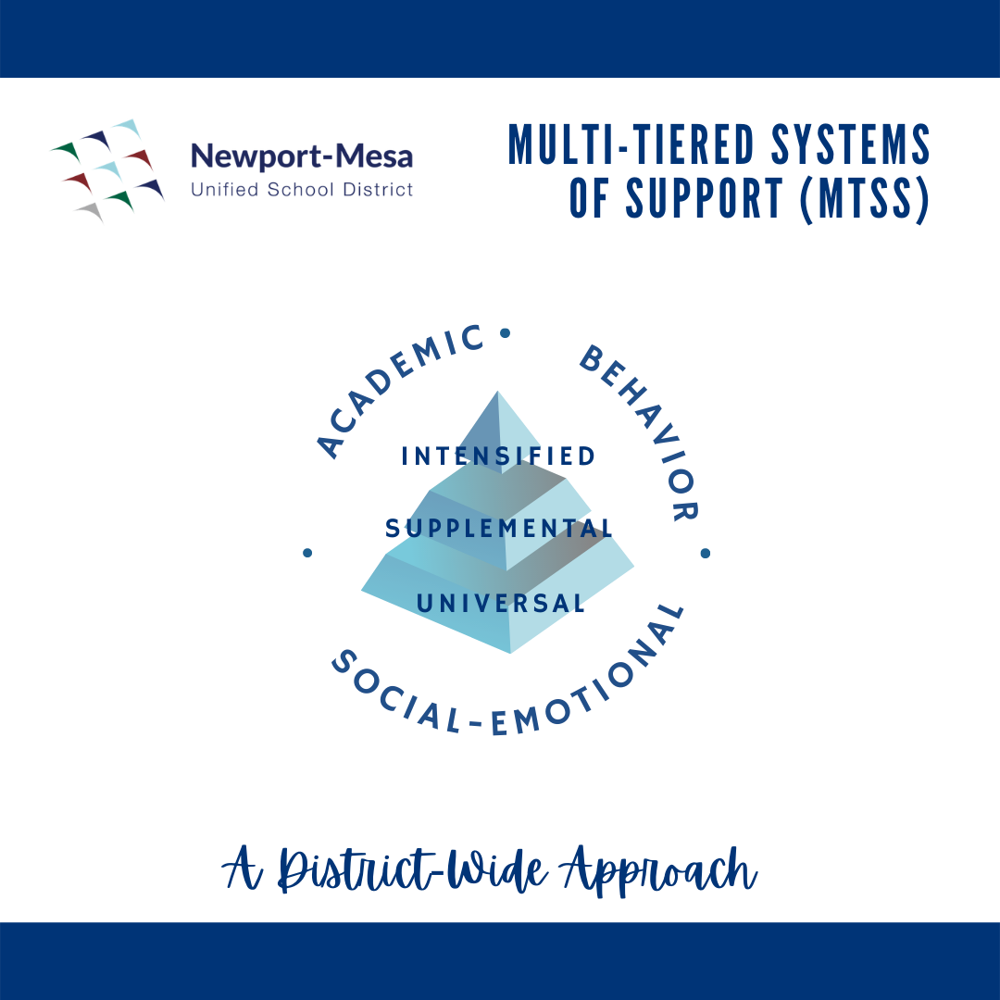 Newport-Mesa
Unified School District
MULTI-TIERED SYSTEMS
OF SUPPORT (MTSS)
ACADEMIC •
BEHAVIOR •
SOCIAL-EMOTIONAL •
INTENSIFIED
SUPPLEMENTAL
UNIVERSAL
A District-Wide Approach